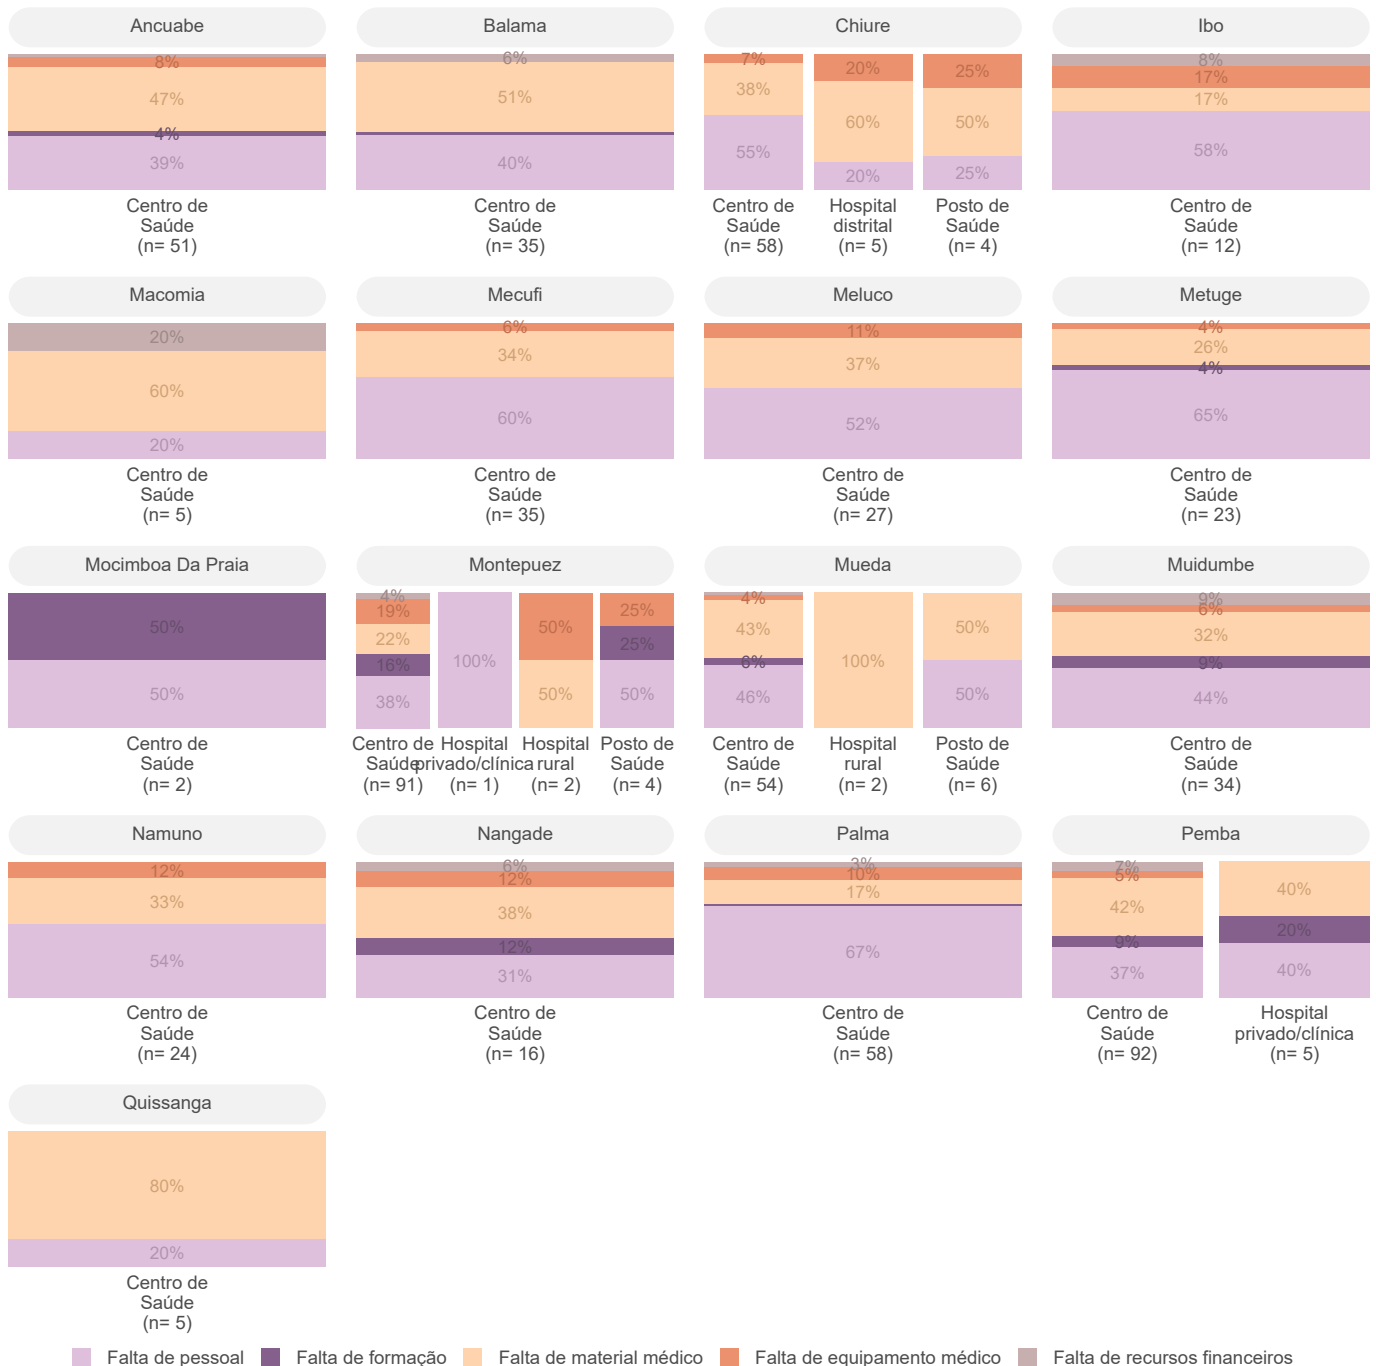 Ancuabe
Balama
Chiure
Ibo
8%
47%
4%
39%
6%
51%
40%
7%
38%
55%
20%
60%
20%
25%
50%
25%
8%
17%
17%
58%
Centro de
Saúde
(n= 51)
Centro de
Saúde
(n= 35)
Centro de
Saúde
(n= 58)
Hospital
distrital
(n= 5)
Posto de
Saúde
(n= 4)
Centro de
Saúde
(n= 12)
Macomia
Mecufi
Meluco
Metuge
20%
60%
20%
6%
34%
60%
11%
37%
52%
4%
26%
4%
65%
Centro de
Saúde
(n= 5)
Centro de
Saúde
(n= 35)
Centro de
Saúde
(n= 27)
Centro de
Saúde
(n= 23)
Mocimboa Da Praia
Montepuez
Mueda
Muidumbe
50%
50%
4%
19%
22%
16%
38%
100%
50%
50%
25%
25%
50%
4%
43%
6%
46%
100%
50%
50%
9%
6%
32%
9%
44%
Centro de
Saúde
(n= 2)
Centro de
Saúde
(n= 91)
Hospital
privado/clínica
(n= 1)
Hospital
rural
(n= 2)
Posto de
Saúde
(n= 4)
Centro de
Saúde
(n= 54)
Hospital
rural
(n= 2)
Posto de
Saúde
(n= 6)
Centro de
Saúde
(n= 34)
Namuno
Nangade
Palma
Pemba
12%
33%
54%
6%
12%
38%
12%
31%
3%
10%
17%
67%
7%
5%
42%
9%
37%
40%
20%
40%
Centro de
Saúde
(n= 24)
Centro de
Saúde
(n= 16)
Centro de
Saúde
(n= 58)
Centro de
Saúde
(n= 92)
Hospital
privado/clínica
(n= 5)
Quissanga
80%
20%
Centro de
Saúde
(n= 5)
Falta de pessoal
Falta de formação
Falta de material médico
Falta de equipamento médico
Falta de recursos financeiros